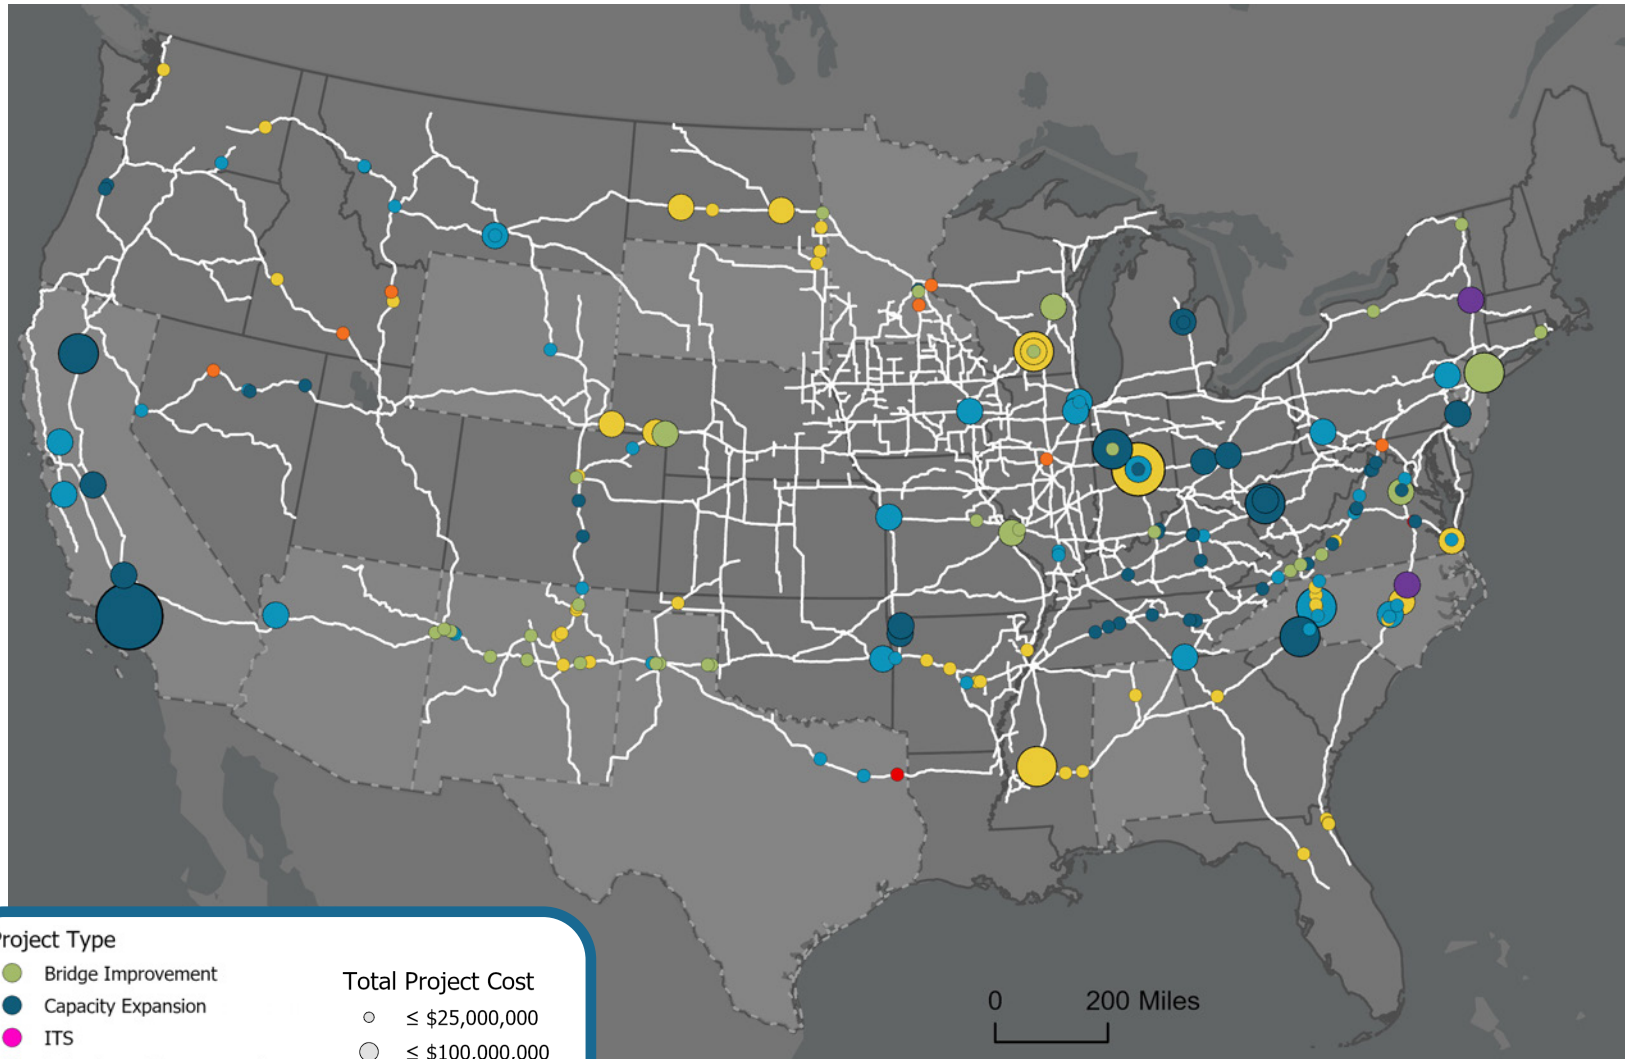 0 200 Miles
roject Type
Bridge Improvement
Capacity Expansion
ITS
Total Project Cost
≤ $25,000,000
≤ $100,000,000